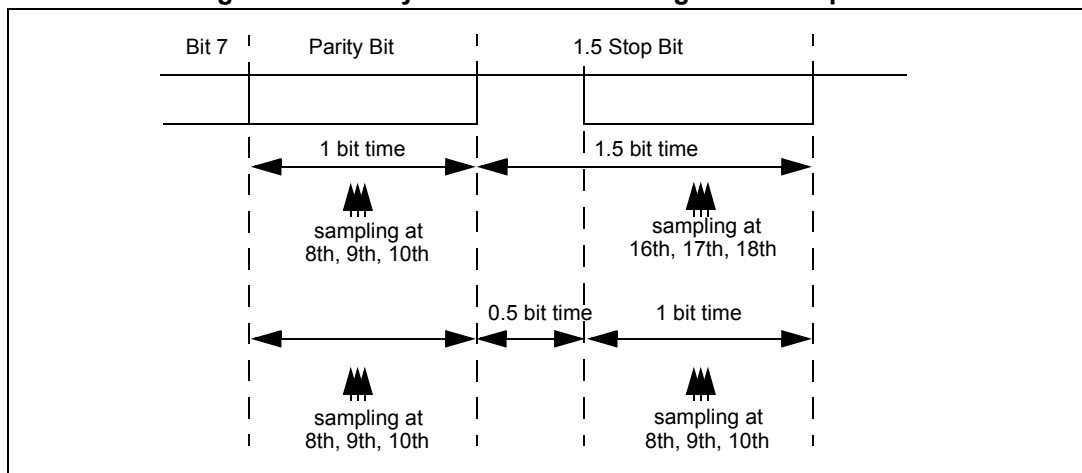 Bit 7 Parity Bit 1.5 Stop Bit
1 bit time 1.5 bit time
sampling at sampling at
8th, 9th, 10th 16th, 17th, 18th
0.5 bit time 1 bit time
sampling at sampling at
8th, 9th, 10th 8th, 9th, 10th